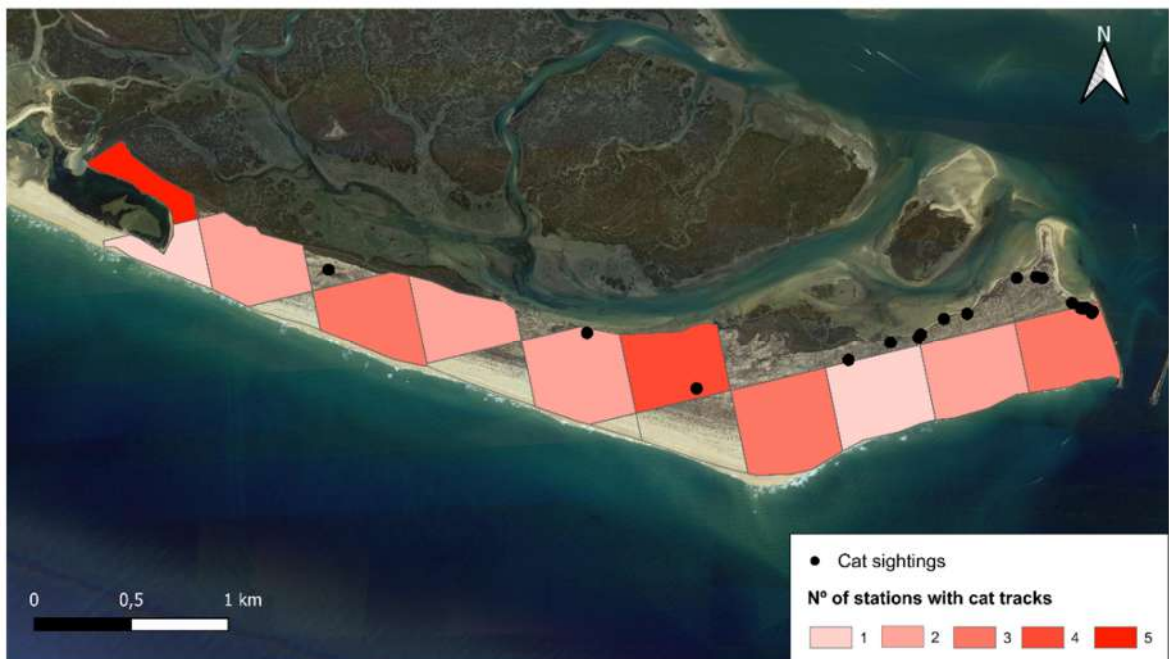 N
0 0,5 1 km
Cat sightings
Nº of stations with cat tracks
1 2 3 4 5